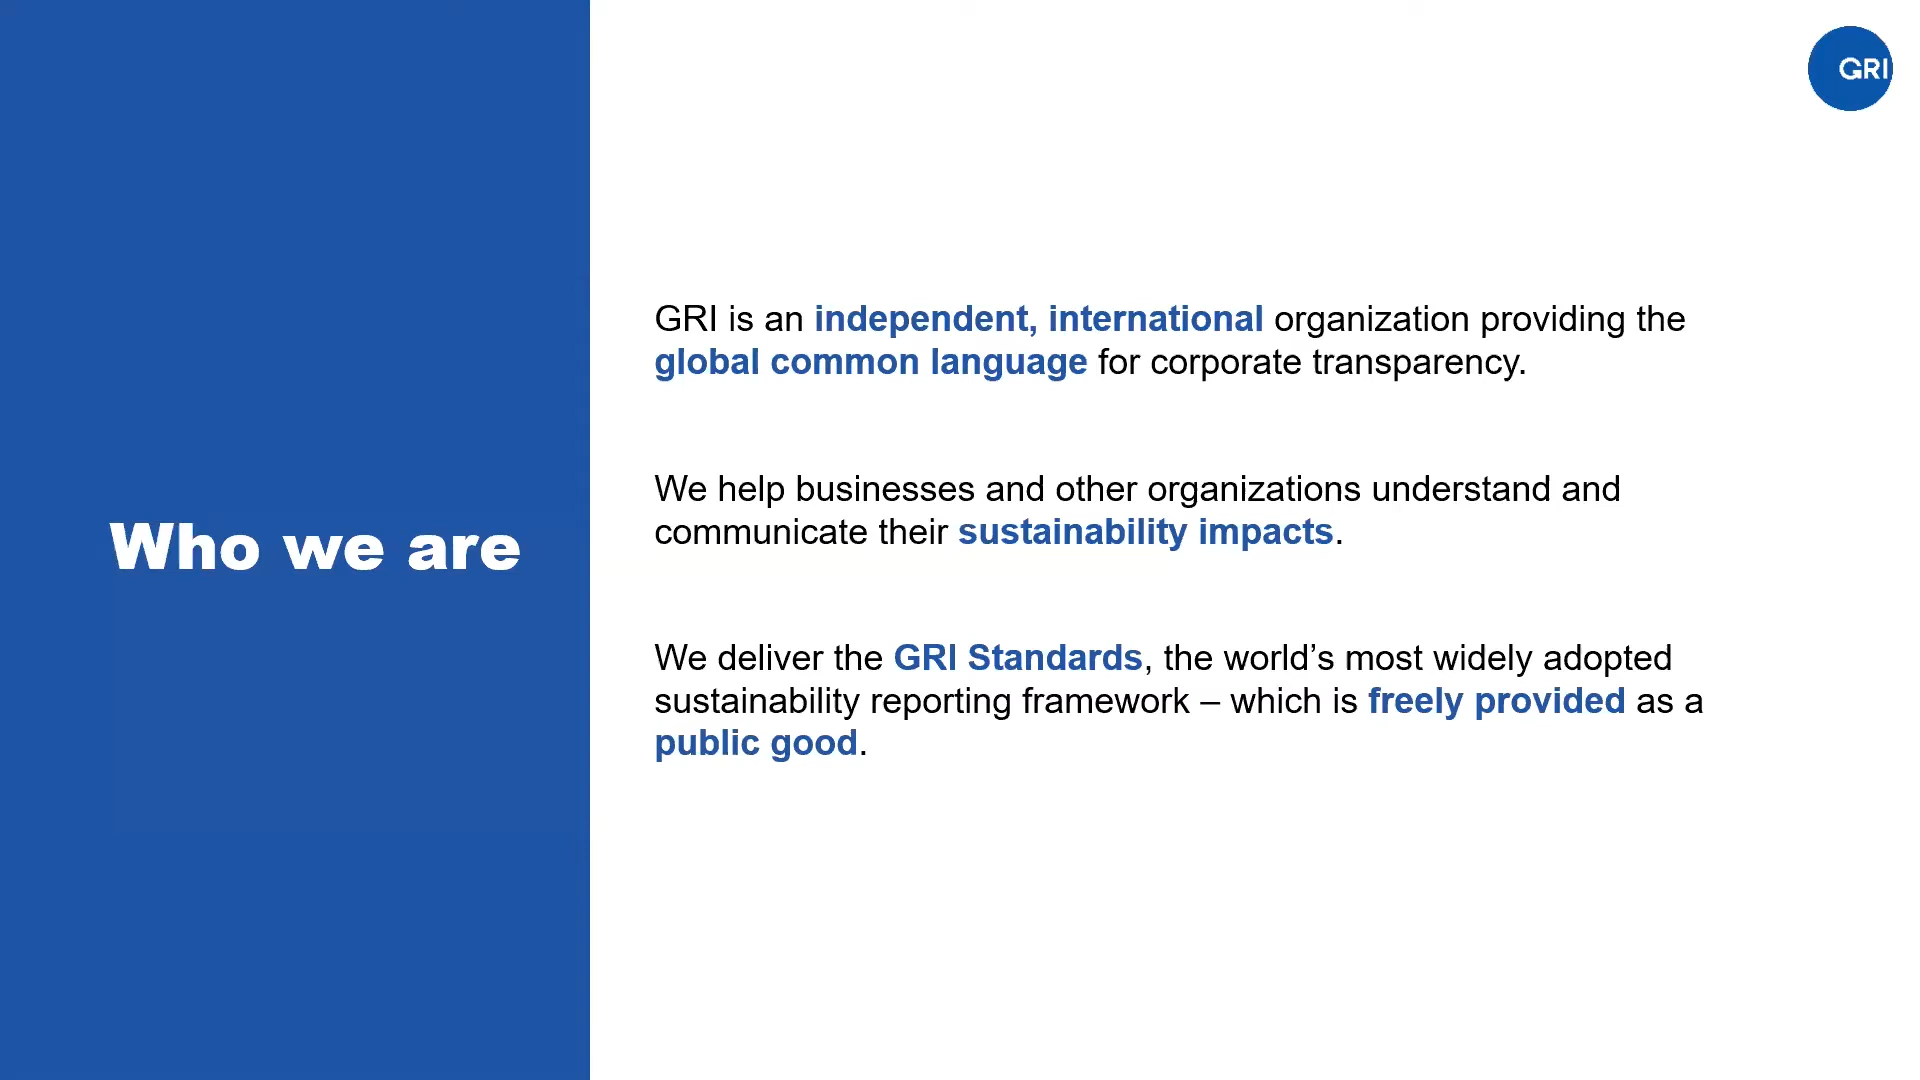 GRI
Who we are
GRI is an independent, international organization providing the
global common language for corporate transparency.
We help businesses and other organizations understand and
communicate their sustainability impacts.
We deliver the GRI Standards, the world’s most widely adopted
sustainability reporting framework – which is freely provided as a
public good.